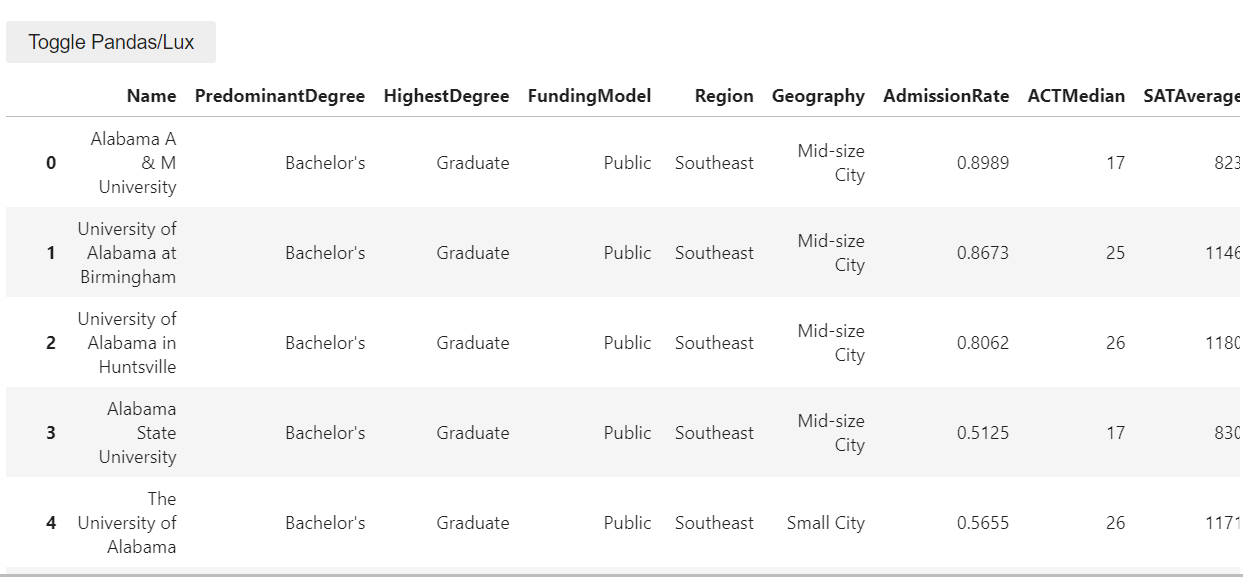 Toggle Pandas/Lux
Name PredominantDegree HighestDegree FundingModel Region Geography AdmissionRate ACTMedian SATAverage
0 Alabama A & M University Bachelor's Graduate Public Southeast Mid-size City 0.8989 17 823
1 University of Alabama at Birmingham Bachelor's Graduate Public Southeast Mid-size City 0.8673 25 1146
2 University of Alabama in Huntsville Bachelor's Graduate Public Southeast Mid-size City 0.8062 26 1180
3 Alabama State University Bachelor's Graduate Public Southeast Mid-size City 0.5125 17 830
4 The University of Alabama Bachelor's Graduate Public Southeast Small City 0.5655 26 1171